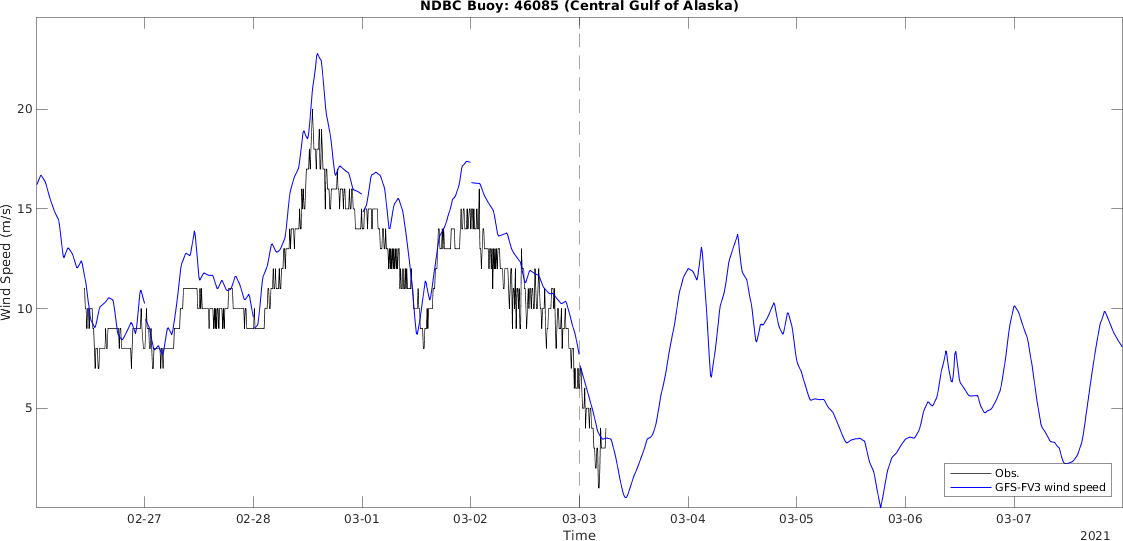 NDBC Buoy: 46085 (Central Gulf of Alaska)
20
15
10
5
Wind Speed (m/s)
Obs.
GFS-FV3 wind speed
02-27 02-28 03-01 03-02 03-03 03-04 03-05 03-06 03-07
Time
2021